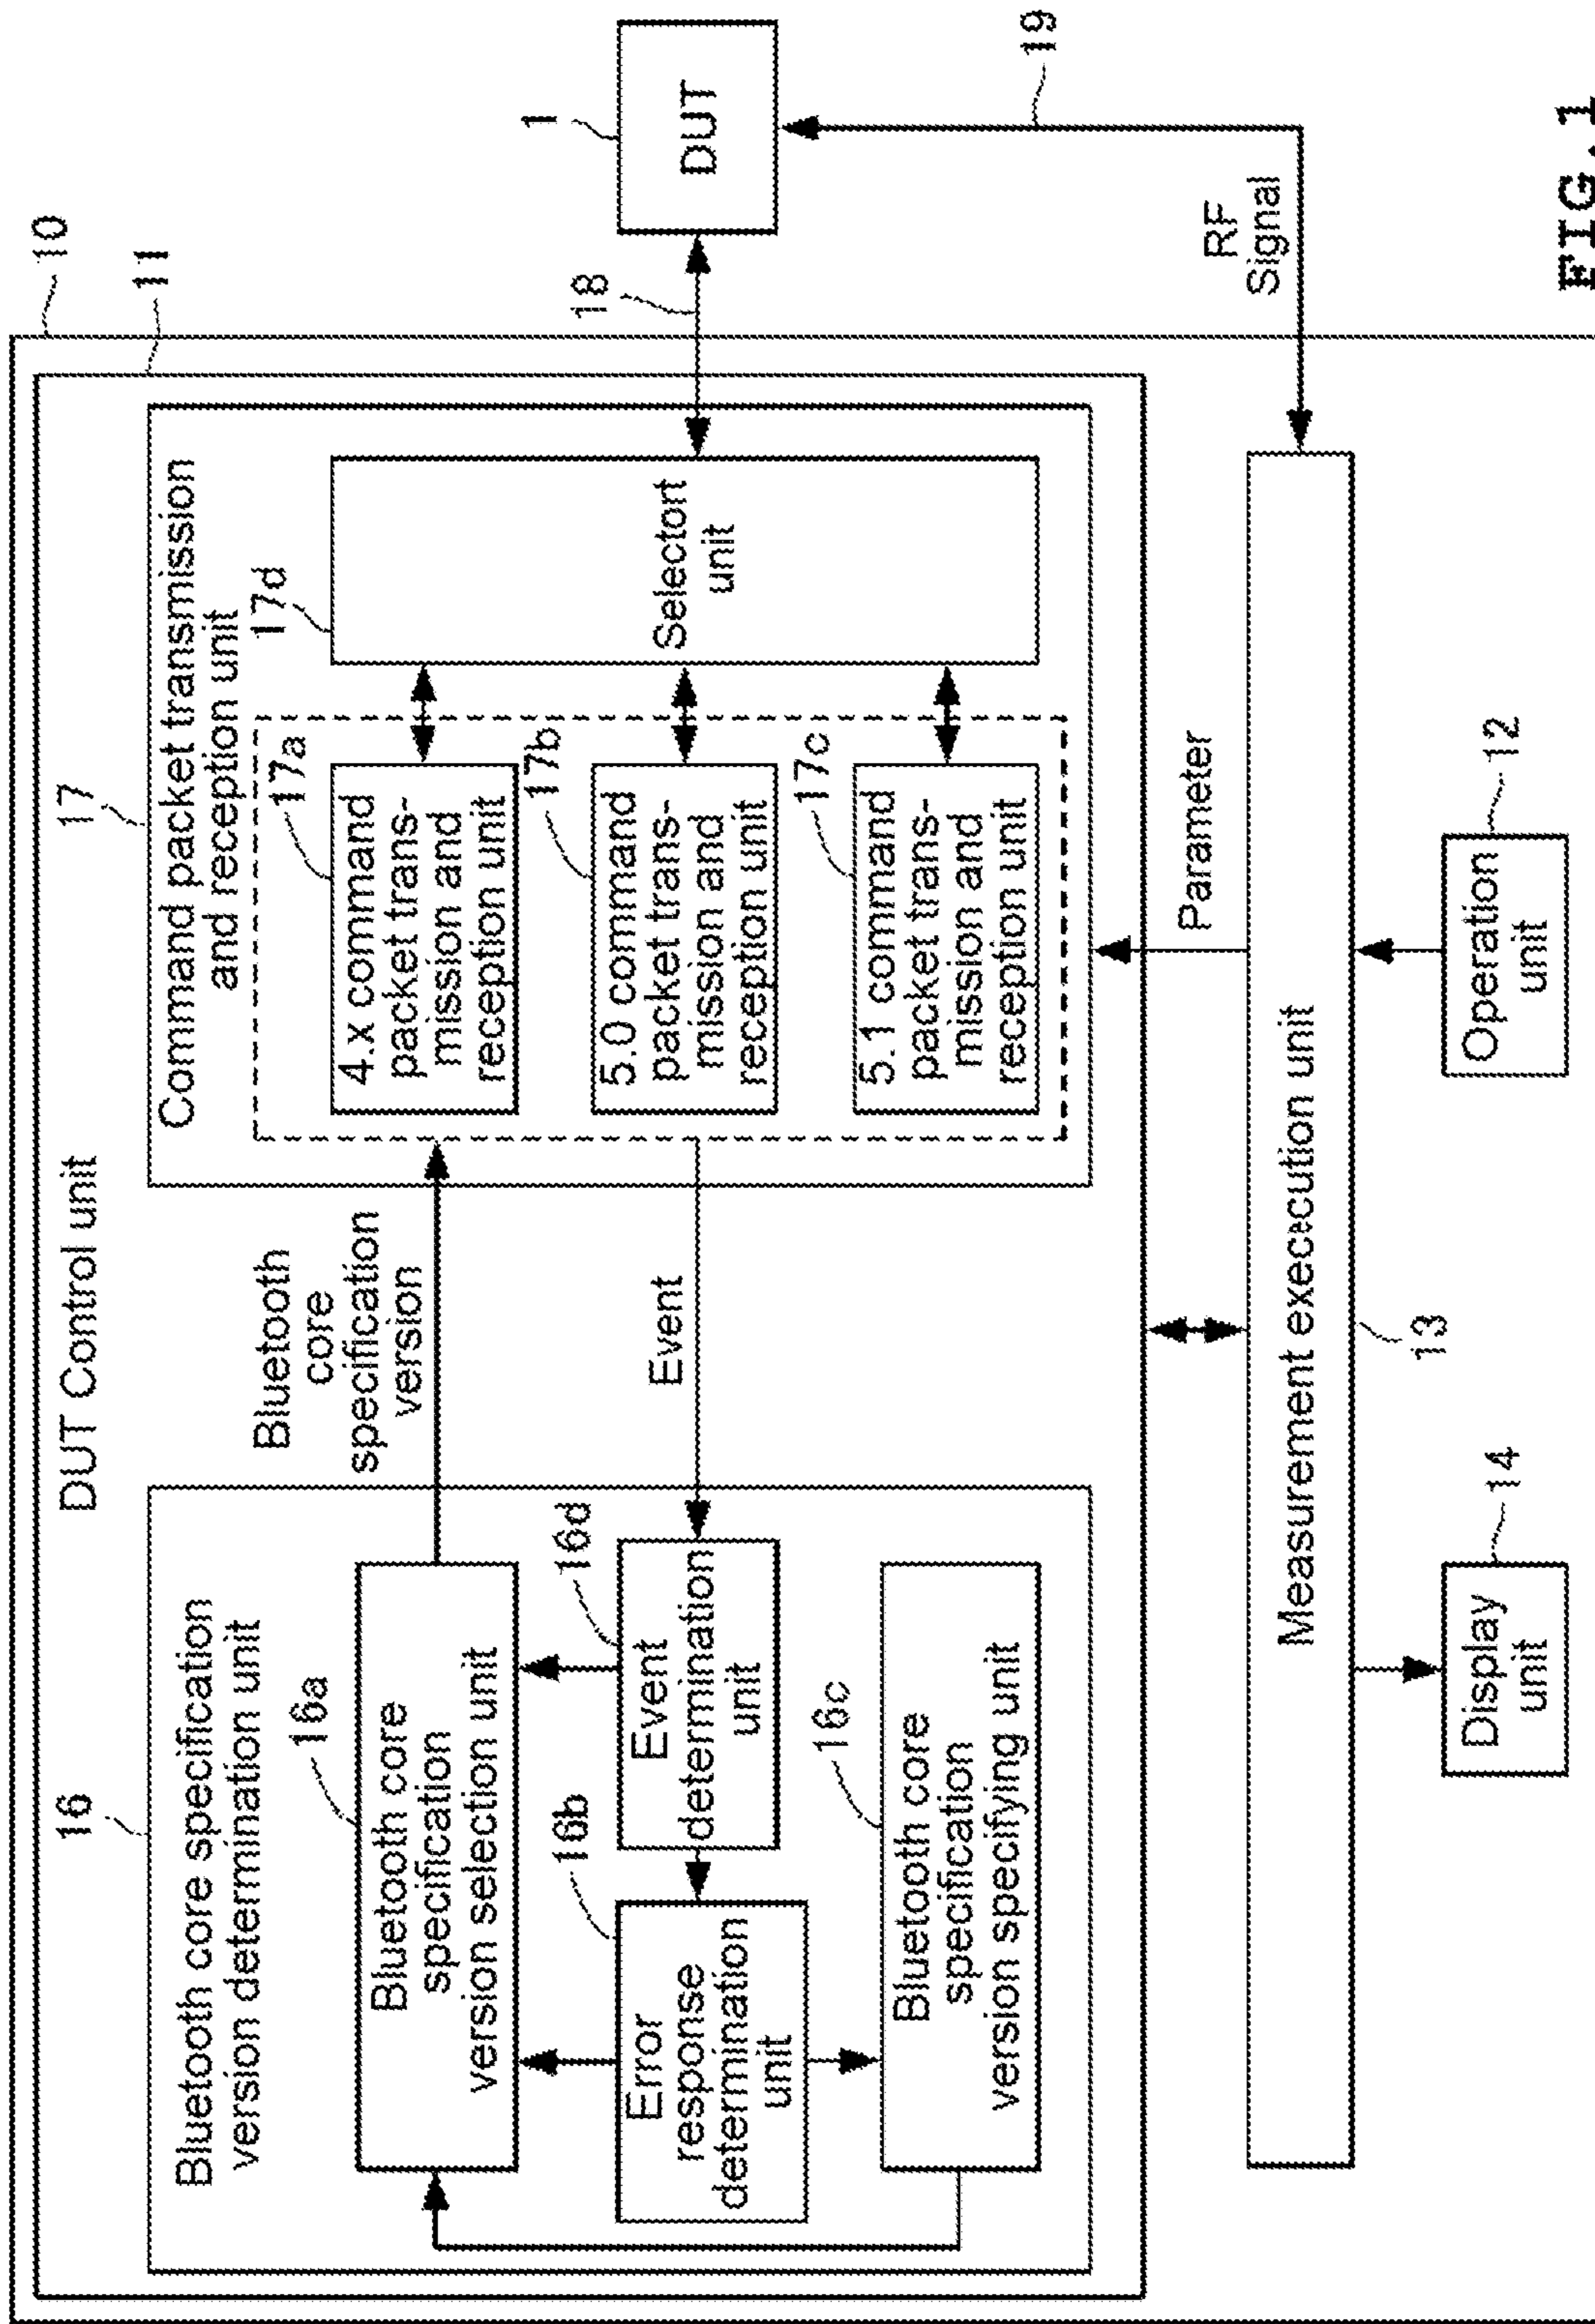 10
11
DUT Control unit
16
Bluetooth core specification
version determination unit
16a
Bluetooth core
specification
version selection unit
16b
Error
response
determination
unit
16d
Event
determination
unit
16c
Bluetooth core
specification
version specifying unit
Bluetooth
core
specification
version
Event
17
Command packet transmission
and reception unit
17a
4.x command
packet trans-
mission and
reception unit
17b
5.0 command
packet trans-
mission and
reception unit
17c
5.1 command
packet trans-
mission and
reception unit
17d
Selectort
unit
18
1
DUT
19
RF
Signal
Parameter
Measurement execution unit
13
Display
unit
14
Operation
unit
12
FIG.1